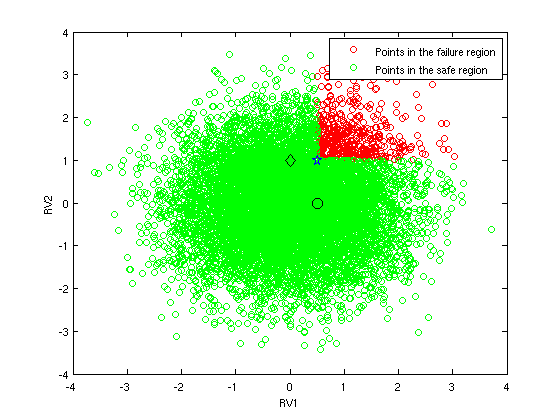 4
Points in the failure region
Points in the safe region
3
2
1
RV2
0
-1
-2
-3
-4
-4 -3 -2 -1 0 1 2 3 4
RV1